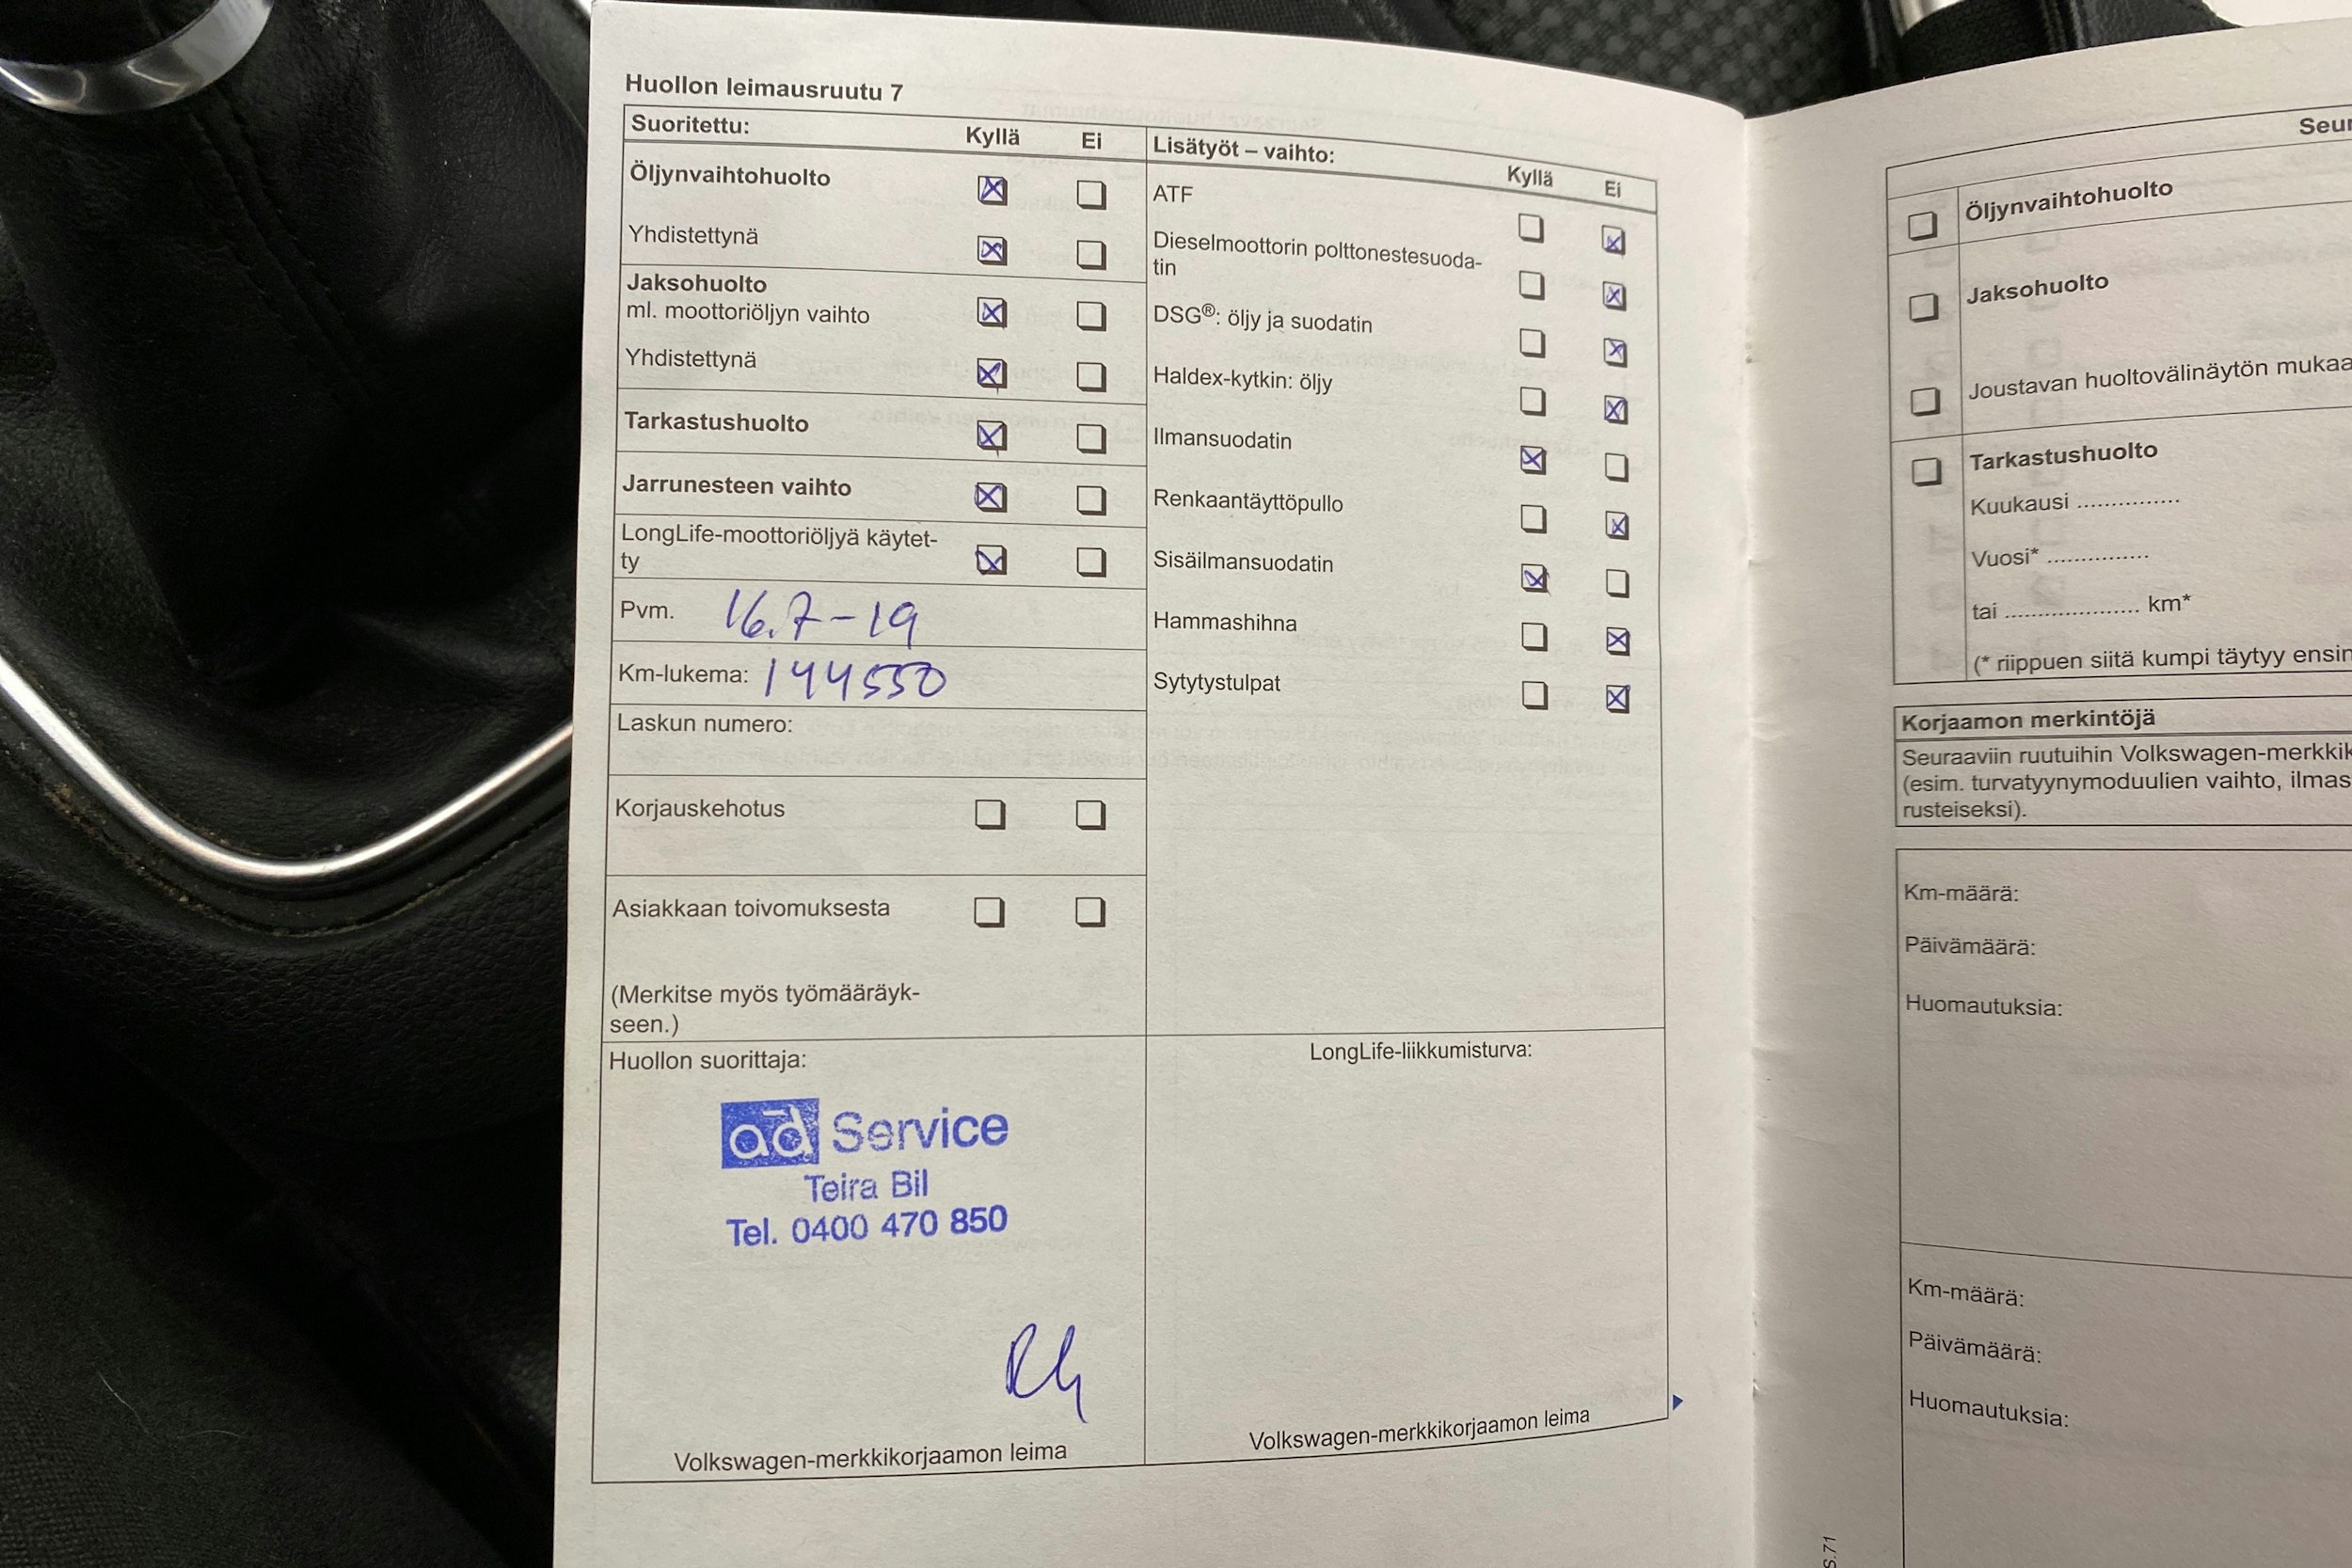 Huollon leimausruutu 7
Suoritettu: Kyllä Ei
Öljynvaihtohuolto
Yhdistettynä
Jaksohuolto
ml. moottoriöljyn vaihto
Yhdistettynä
Tarkastushuolto
Jarrunesteen vaihto
LongLife-moottoriöljyä käytet-
ty
Pvm. 16.7-19
Km-lukema: 144550
Laskun numero:
Korjauskehotus
Asiakkaan toivomuksesta
(Merkitse myös työmääräyk-
seen.)
Huollon suorittaja:
ad Service
Teira Bil
Tel. 0400 470 850
Volkswagen-merkkikorjaamon leima
Lisätyöt – vaihto: Kyllä Ei
ATF
Dieselmoottorin polttonestesuoda-
tin
DSG®: öljy ja suodatin
Haldex-kytkin: öljy
Ilmansuodatin
Renkaantäyttöpullo
Sisäilmansuodatin
Hammashihna
Sytytystulpat
LongLife-liikkumisturva:
Volkswagen-merkkikorjaamon leima
Öljynvaihtohuolto
Jaksohuolto
Joustavan huoltovälinäytön mukaa
Tarkastushuolto
Kuukausi ...............
Vuosi* ...............
tai .................... km*
(* riippuen siitä kumpi täytyy ensin
Korjaamon merkintöjä
Seuraaviin ruutuihin Volkswagen-merkkik
(esim. turvatyynymoduulien vaihto, ilmas
rusteiseksi).
Km-määrä:
Päivämäärä:
Huomautuksia:
Km-määrä:
Päivämäärä:
Huomautuksia: